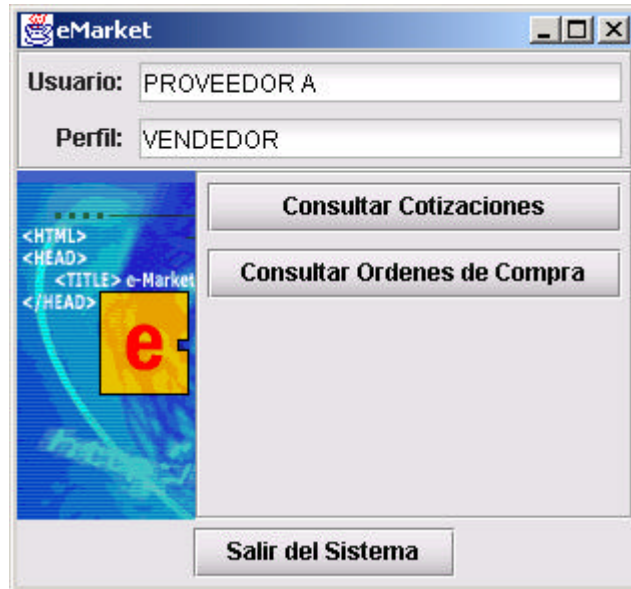 eMarket
Usuario: PROVEEDOR A
Perfil: VENDEDOR
Consultar Cotizaciones
Consultar Ordenes de Compra
<HTML>
<HEAD>
<TITLE> e-Market
</HEAD>
e
Salir del Sistema